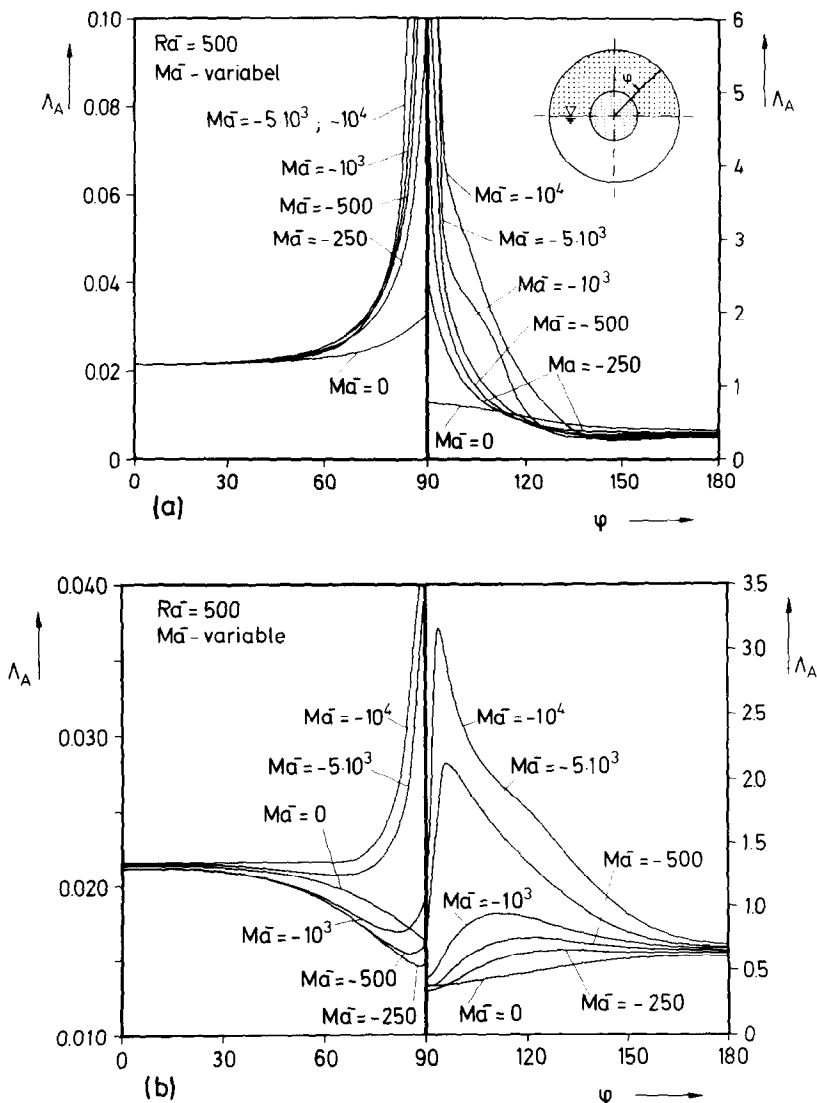 0.10
Ra⁻= 500
Ma⁻- variabel
Λ_A
Ma⁻= -5·10³ ; -10⁴
0.08
Ma⁻= -10³
Ma⁻= -500
0.06
Ma⁻= -250
0.04
0.02
Ma⁻= 0
0
0 30 60 90 120 150 180
φ
(a)
φ
6
Λ_A
5
4
3
2
1
0
Ma⁻= -10⁴
Ma⁻= -5·10³
Ma⁻= -10³
Ma⁻= -500
Ma = -250
Ma⁻= 0
0.040
Ra⁻= 500
Ma⁻- variable
Λ_A
Ma⁻= -10⁴
0.030
Ma⁻= -5·10³
Ma⁻= 0
0.020
Ma⁻= -10³
Ma⁻= -500
Ma⁻= -250
0.010
0 30 60 90 120 150 180
φ
(b)
3.5
Λ_A
3.0
2.5
2.0
1.5
1.0
0.5
0
Ma⁻= -10⁴
Ma⁻= -5·10³
Ma⁻= -500
Ma⁻= -10³
Ma⁻= -250
Ma⁻= 0